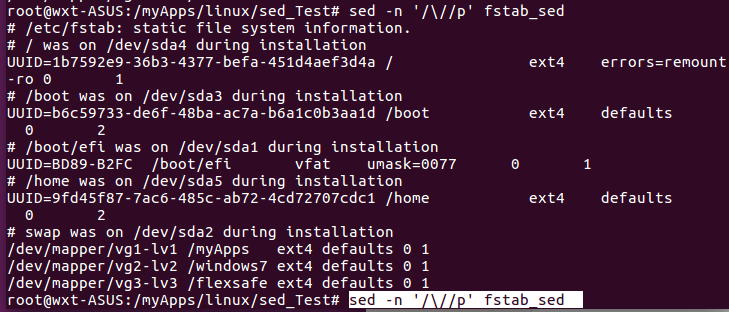 root@wxt-ASUS:/myApps/linux/sed_Test# sed -n '/\//p' fstab_sed
# /etc/fstab: static file system information.
# / was on /dev/sda4 during installation
UUID=1b7592e9-36b3-4377-befa-451d4aef3d4a /               ext4    errors=remount
-ro 0       1
# /boot was on /dev/sda3 during installation
UUID=b6c59733-de6f-48ba-ac7a-b6a1c0b3aa1d /boot           ext4    defaults
  0       2
# /boot/efi was on /dev/sda1 during installation
UUID=BD89-B2FC  /boot/efi       vfat    umask=0077      0       1
# /home was on /dev/sda5 during installation
UUID=9fd45f87-7ac6-485c-ab72-4cd72707cdc1 /home           ext4    defaults
  0       2
# swap was on /dev/sda2 during installation
/dev/mapper/vg1-lv1 /myApps   ext4 defaults 0 1
/dev/mapper/vg2-lv2 /windows7 ext4 defaults 0 1
/dev/mapper/vg3-lv3 /flexsafe ext4 defaults 0 1
root@wxt-ASUS:/myApps/linux/sed_Test# sed -n '/\//p' fstab_sed